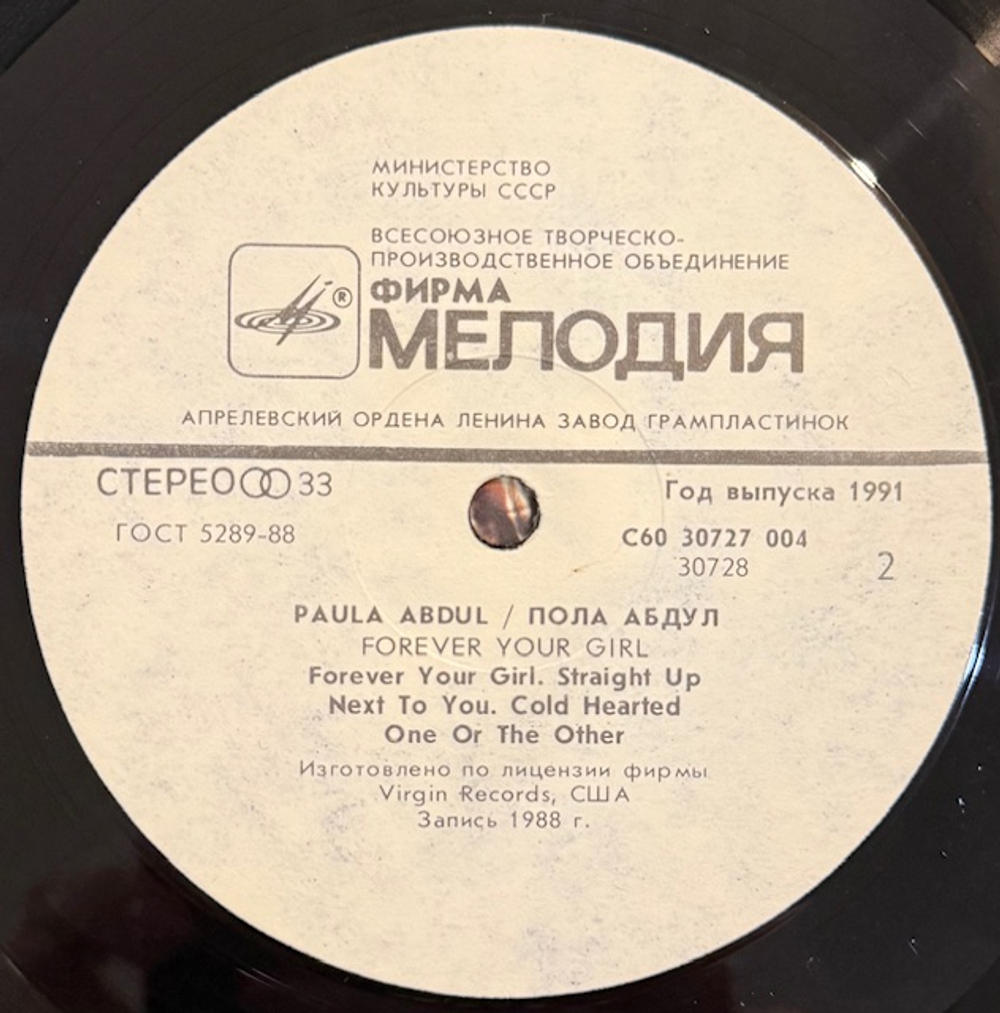 МИНИСТЕРСТВО
КУЛЬТУРЫ СССР
ВСЕСОЮЗНОЕ ТВОРЧЕСКО-
ПРОИЗВОДСТВЕННОЕ ОБЪЕДИНЕНИЕ
®
ФИРМА
МЕЛОДИЯ
АПРЕЛЕВСКИЙ ОРДЕНА ЛЕНИНА ЗАВОД ГРАМПЛАСТИНОК
СТЕРЕО 33
Год выпуска 1991
ГОСТ 5289-88
С60 30727 004
30728
2
PAULA ABDUL / ПОЛА АБДУЛ
FOREVER YOUR GIRL
Forever Your Girl. Straight Up
Next To You. Cold Hearted
One Or The Other
Изготовлено по лицензии фирмы
Virgin Records, США
Запись 1988 г.